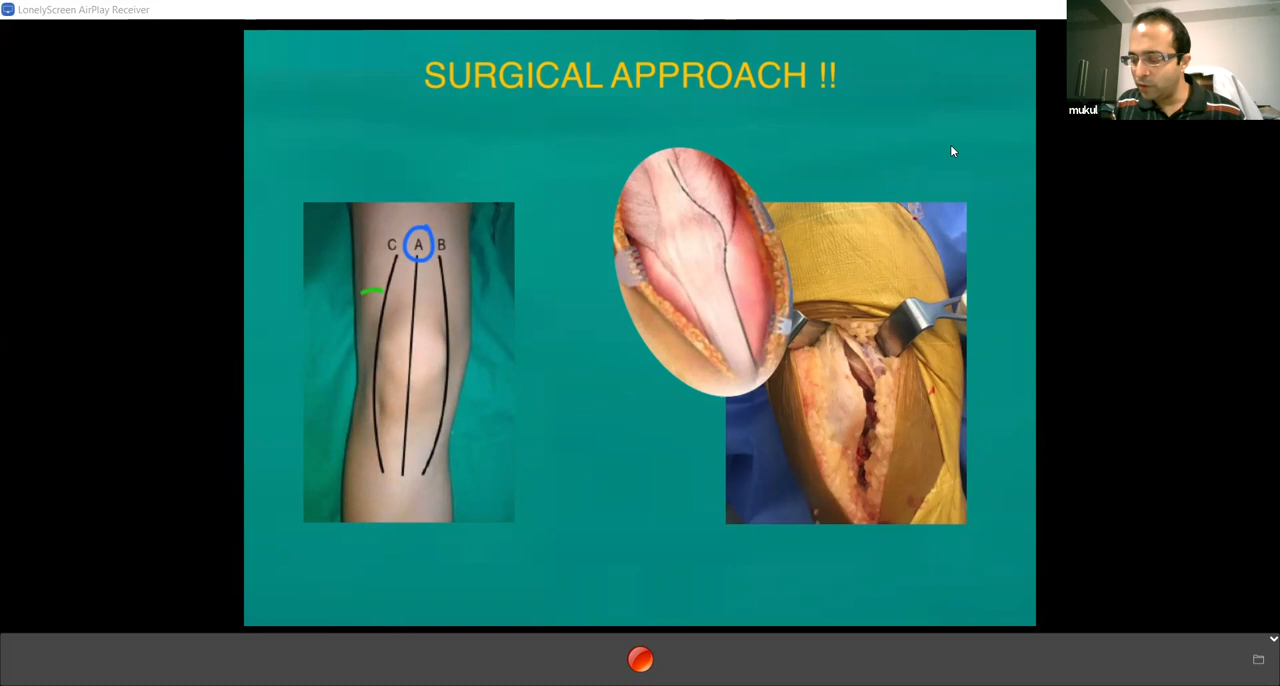 LonelyScreen AirPlay Receiver
mukul
SURGICAL APPROACH !!
C A B